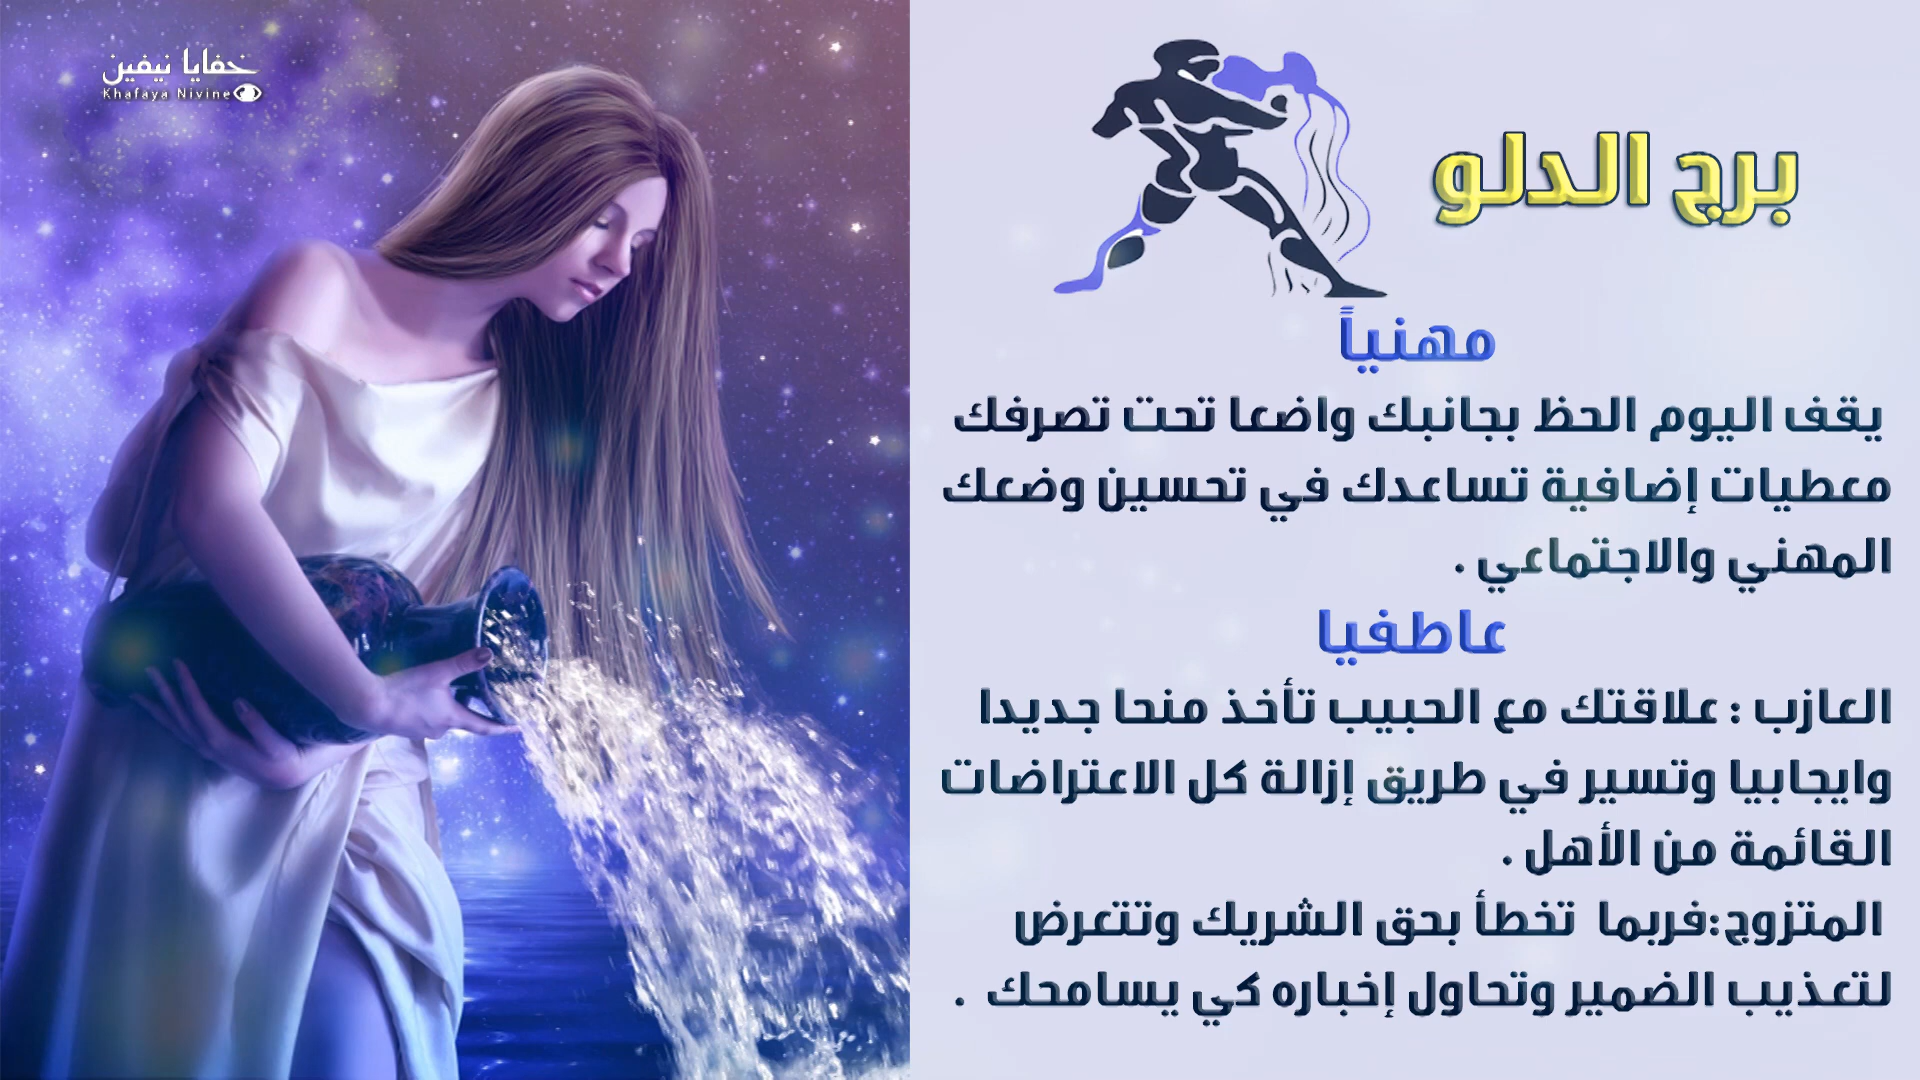 خفايا نيفين
Khafaya Nivine
برج الدلو
مهنياً
يقف اليوم الحظ بجانبك واضعا تحت تصرفك
معطيات إضافية تساعدك في تحسين وضعك
المهني والاجتماعي .
عاطفيا
العازب : علاقتك مع الحبيب تأخذ منحا جديدا
وايجابيا وتسير في طريق إزالة كل الاعتراضات
القائمة من الأهل .
المتزوج:فربما تخطأ بحق الشريك وتتعرض
لتعذيب الضمير وتحاول إخباره كي يسامحك .